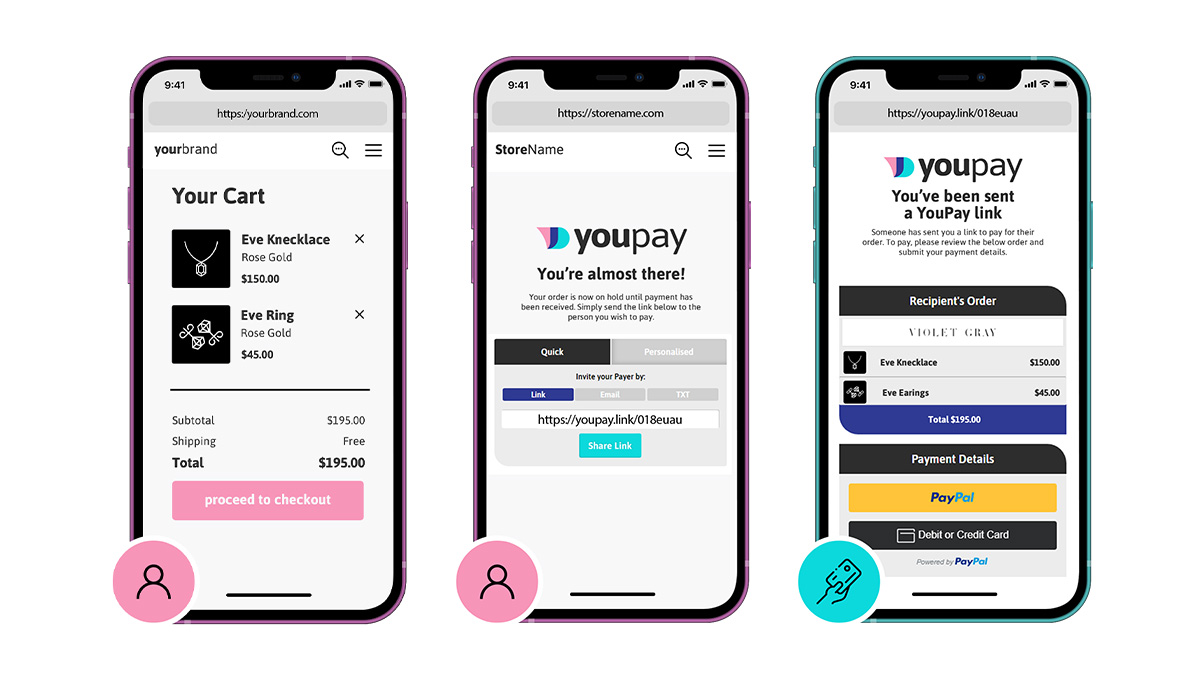 9:41
https:/yourbrand.com
yourbrand
Your Cart
Eve Knecklace
Rose Gold
$150.00
Eve Ring
Rose Gold
$45.00
Subtotal $195.00
Shipping Free
Total $195.00
proceed to checkout
9:41
https://storename.com
StoreName
youpay
You're almost there!
Your order is now on hold until payment has
been received. Simply send the link below to the
person you wish to pay.
Quick Personalised
Invite your Payer by:
Link Email TXT
https://youpay.link/018euau
Share Link
9:41
https://youpay.link/018euau
youpay
You've been sent
a YouPay link
Someone has sent you a link to pay for their
order. To pay, please review the below order and
submit your payment details.
Recipient's Order
VIOLET GRAY
Eve Knecklace $150.00
Eve Earings $45.00
Total $195.00
Payment Details
PayPal
Debit or Credit Card
Powered by PayPal